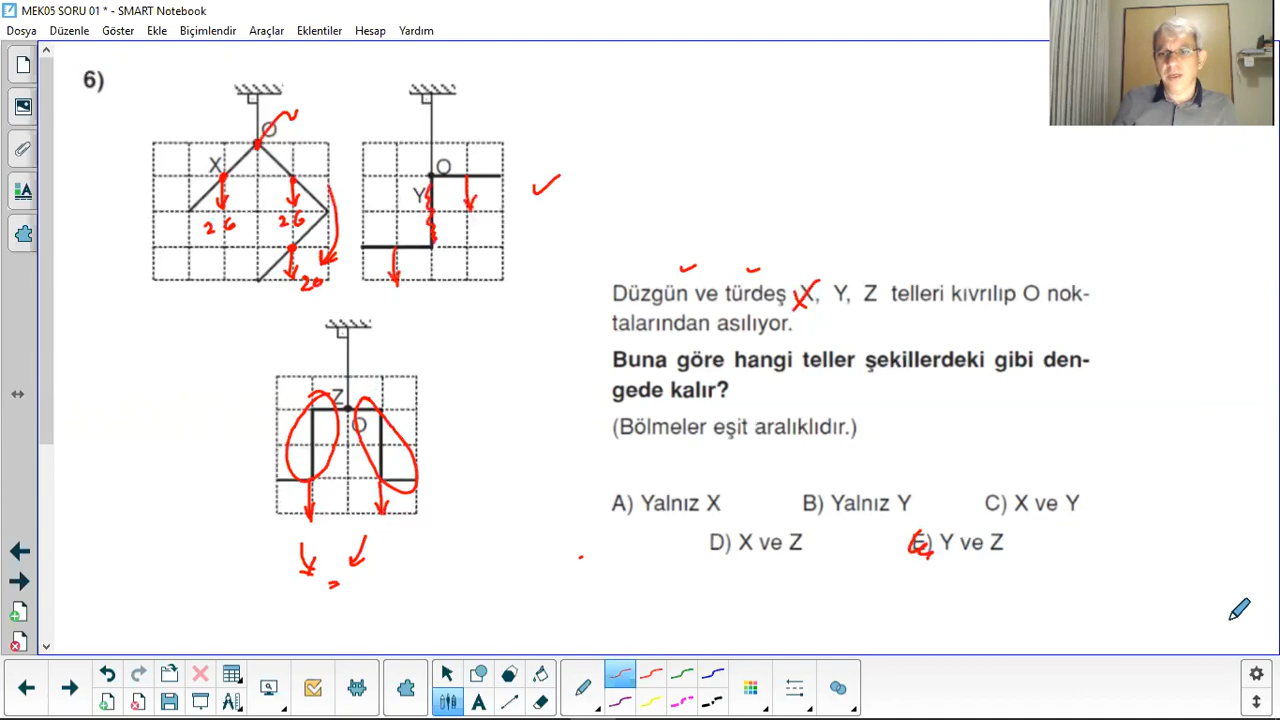 MEK05 SORU 01 * - SMART Notebook
Dosya Düzenle Göster Ekle Biçimlendir Araçlar Eklentiler Hesap Yardım
6)
O
X
2G 2G
2G
O
Y
Z
O
Düzgün ve türdeş X, Y, Z telleri kıvrılıp O nok-
talarından asılıyor.
Buna göre hangi teller şekillerdeki gibi den-
gede kalır?
(Bölmeler eşit aralıklıdır.)
A) Yalnız X B) Yalnız Y C) X ve Y
D) X ve Z E) Y ve Z
=